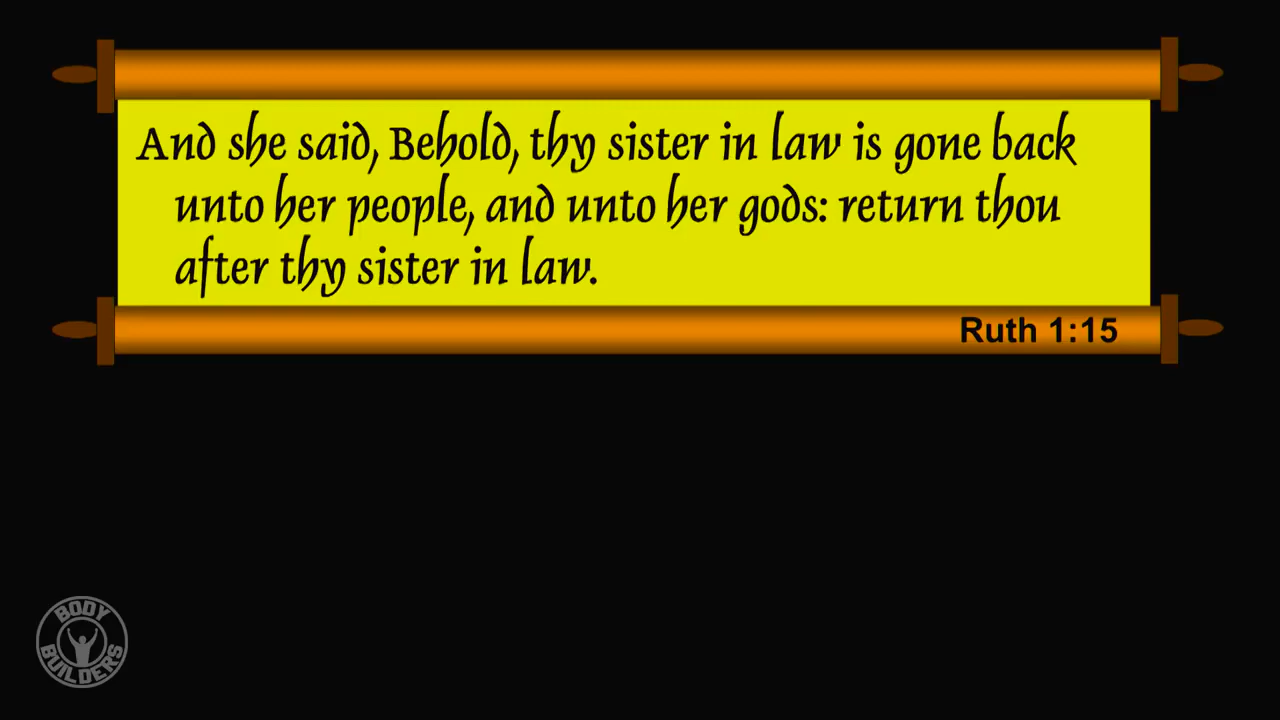 And she said, Behold, thy sister in law is gone back
unto her people, and unto her gods: return thou
after thy sister in law.
Ruth 1:15
BODY
BUILDERS